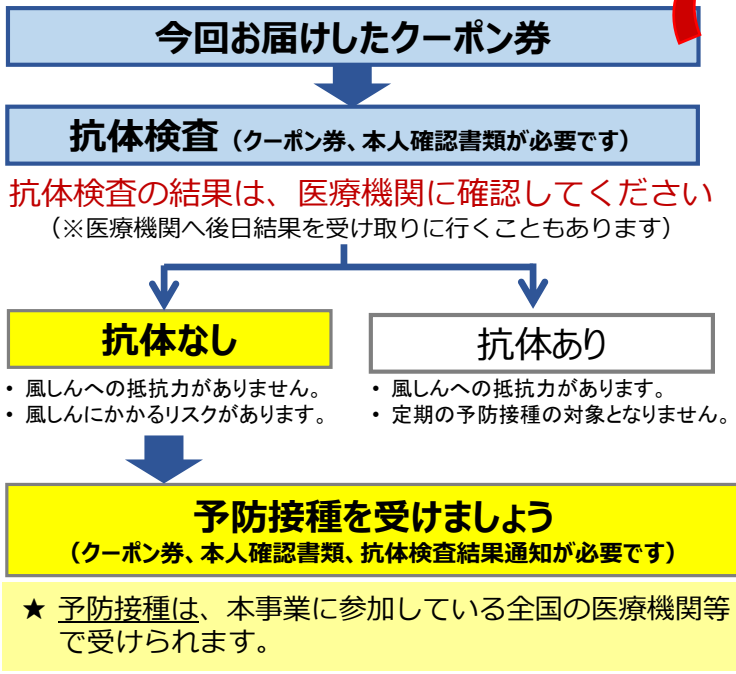 今回お届けしたクーポン券
抗体検査（クーポン券、本人確認書類が必要です）
抗体検査の結果は、医療機関に確認してください
（※医療機関へ後日結果を受け取りに行くこともあります）
抗体なし
・ 風しんへの抵抗力がありません。
・ 風しんにかかるリスクがあります。
抗体あり
・ 風しんへの抵抗力があります。
・ 定期の予防接種の対象となりません。
予防接種を受けましょう
（クーポン券、本人確認書類、抗体検査結果通知が必要です）
★ 予防接種は、本事業に参加している全国の医療機関等
で受けられます。